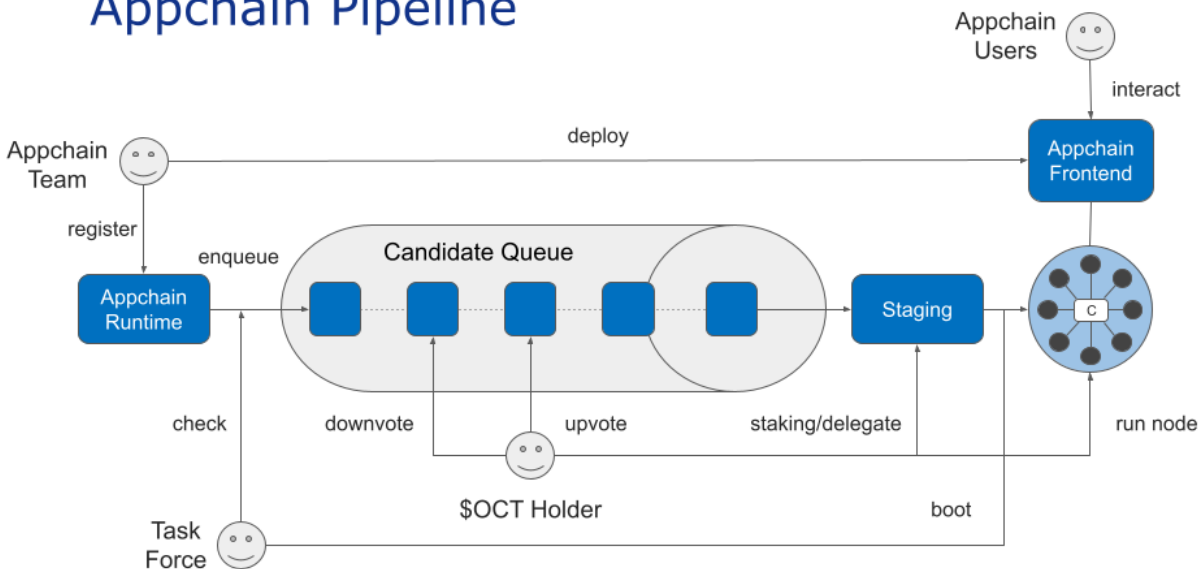 Appchain Pipeline
Appchain
Users
interact
deploy
Appchain
Team
Appchain
Frontend
register
enqueue
Candidate Queue
Appchain
Runtime
Staging
C
check
downvote
upvote
staking/delegate
run node
$OCT Holder
boot
Task
Force